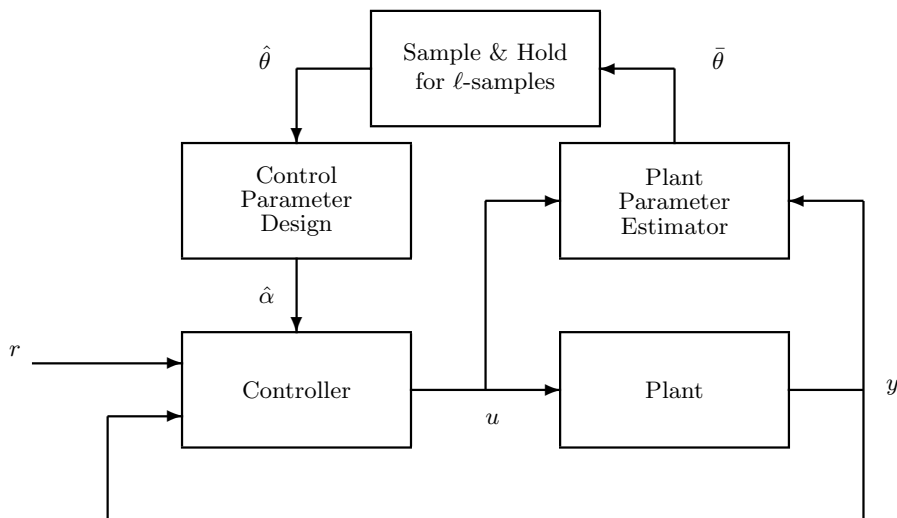 Sample & Hold
for ℓ-samples
θ̂
θ̄
Control
Parameter
Design
Plant
Parameter
Estimator
α̂
r
Controller
Plant
u
y